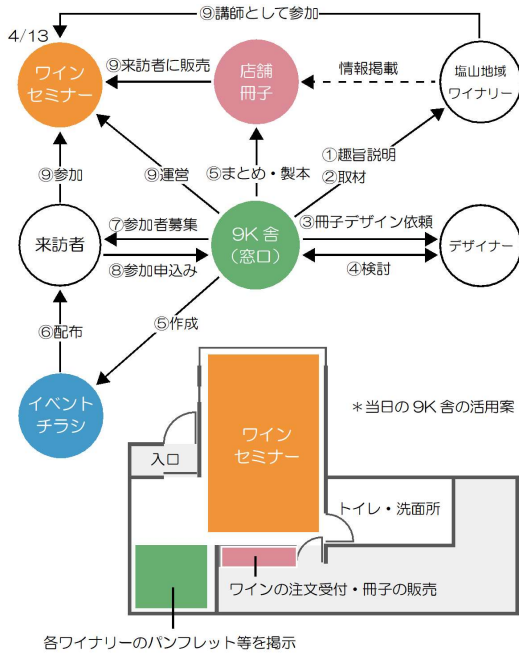 ⑨講師として参加
4/13
ワイン
セミナー
⑨来訪者に販売
店舗
冊子
情報掲載
塩山地域
ワイナリー
①趣旨説明
②取材
⑨参加
⑨運営
⑤まとめ・製本
来訪者
⑦参加者募集
⑧参加申込み
9K舎
(窓口)
③冊子デザイン依頼
④検討
デザイナー
⑥配布
⑤作成
イベント
チラシ
*当日の9K舎の活用案
入口
ワイン
セミナー
トイレ・洗面所
ワインの注文受付・冊子の販売
各ワイナリーのパンフレット等を掲示